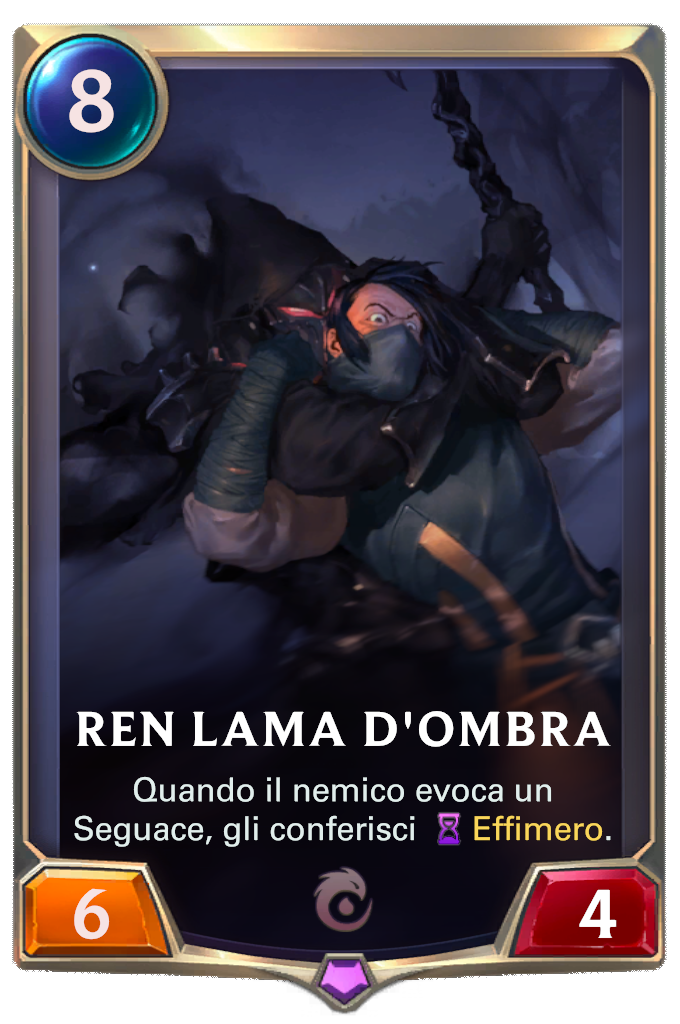 8
REN LAMA D'OMBRA
Quando il nemico evoca un
Seguace, gli conferisci Effimero.
6
4